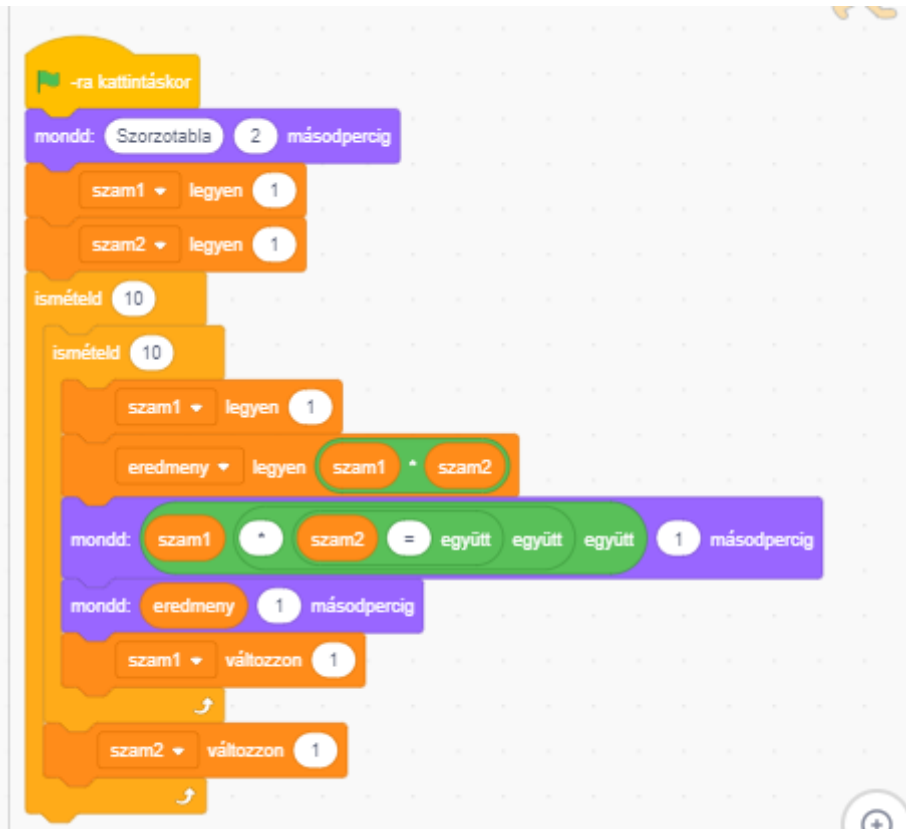 -ra kattintáskor
mondd: Szorzotabla 2 másodpercig
szam1 legyen 1
szam2 legyen 1
ismételd 10
ismételd 10
szam1 legyen 1
eredmeny legyen szam1 * szam2
mondd: szam1 * szam2 = együtt együtt együtt 1 másodpercig
mondd: eredmeny 1 másodpercig
szam1 változzon 1
szam2 változzon 1